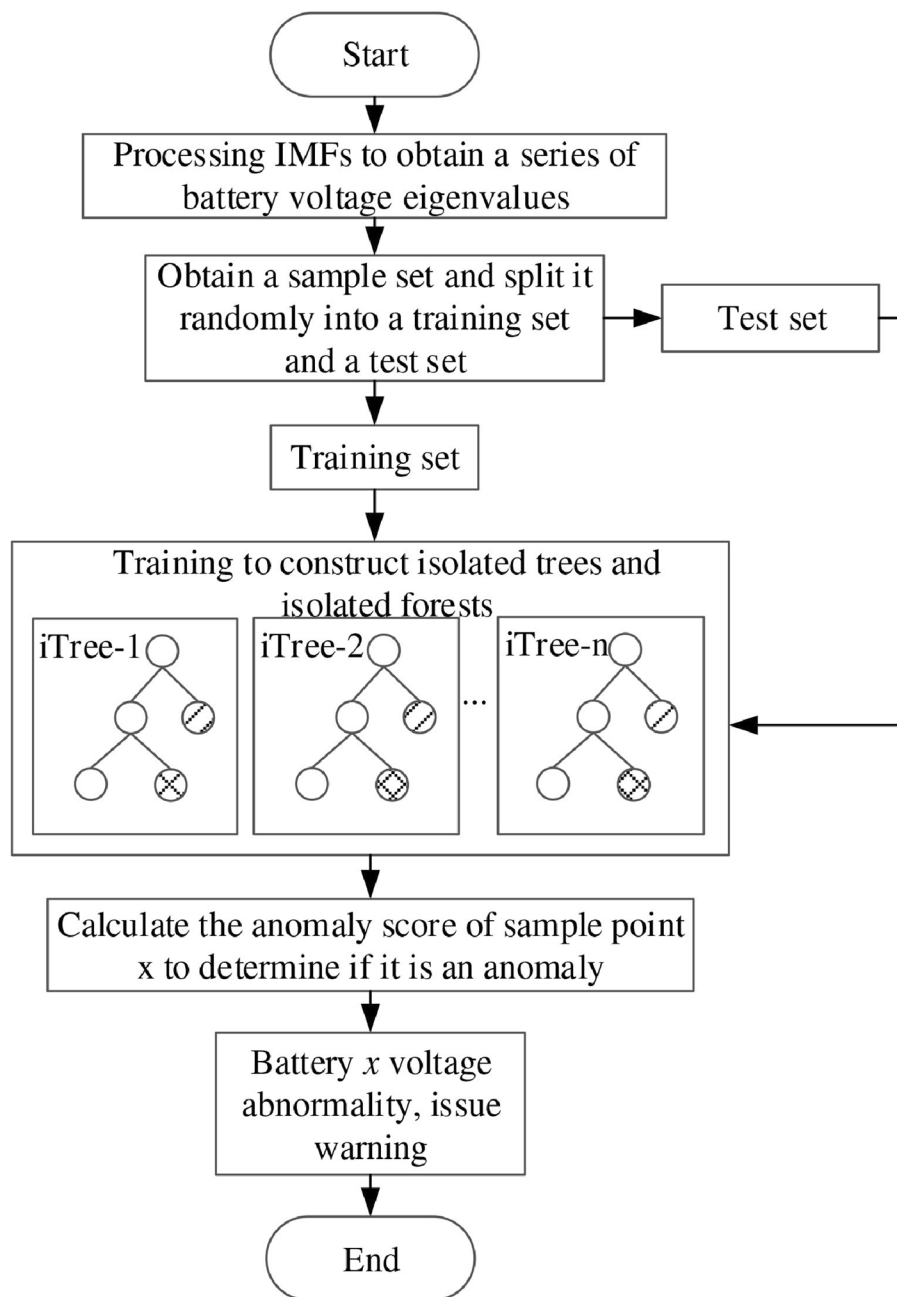 Start
Processing IMFs to obtain a series of
battery voltage eigenvalues
Obtain a sample set and split it
randomly into a training set
and a test set
Test set
Training set
Training to construct isolated trees and
isolated forests
iTree-1
iTree-2
...
iTree-n
Calculate the anomaly score of sample point
x to determine if it is an anomaly
Battery x voltage
abnormality, issue
warning
End